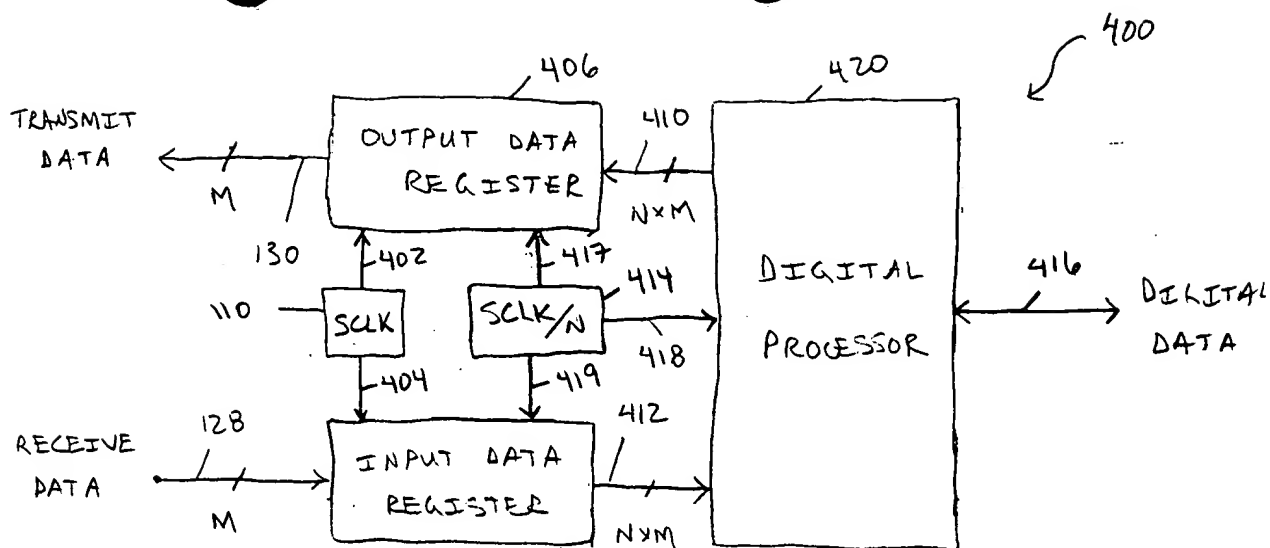 400
406
420
TRANSMIT
DATA
M
130
OUTPUT DATA
REGISTER
410
N×M
402
417
110
SCLK
SCLK/N
414
418
404
419
DIGITAL
PROCESSOR
416
DIGITAL
DATA
RECEIVE
DATA
128
M
INPUT DATA
REGISTER
412
N×M